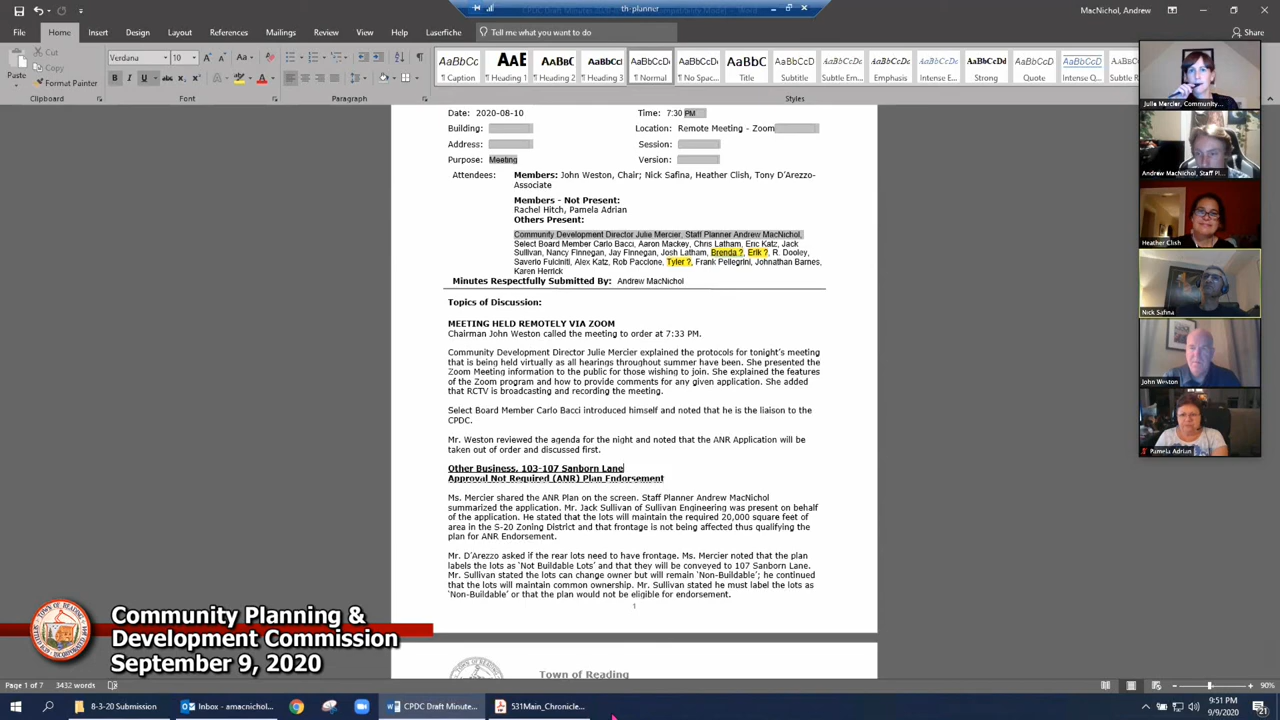 th-planner
MacNichol, Andrew
File Home Insert Design Layout References Mailings Review View Help Laserfiche Tell me what you want to do Share
Paste Cut
Copy
Format Painter
Verdana 10
AaBbCc AaE AaBbC AaBbCc AaBbCc AaBbCc AaBbC AaBbCc
Caption Heading 1 Heading 2 Heading 3 Normal No Spac... Title Subtitle Subtle Em... Emphasis Intense E... Strong Quote Intense Q... Subtle R
Clipboard Font Paragraph Styles
Date: 2020-08-10 Time: 7:30 PM
Building: Location: Remote Meeting - Zoom
Address: Session:
Purpose: Meeting Version:
Attendees: Members: John Weston, Chair; Nick Safina, Heather Clish, Tony D'Arezzo-
Associate
Members - Not Present:
Rachel Hitch, Pamela Adrian
Others Present:
Community Development Director Julie Mercier, Staff Planner Andrew MacNichol,
Select Board Member Carlo Bacci, Aaron Mackey, Chris Latham, Eric Katz, Jack
Sullivan, Nancy Finnegan, Jay Finnegan, Josh Latham, Brenda ?, Erik ?, R. Dooley,
Saverio Fulciniti, Alex Katz, Rob Paccione, Tyler ?, Frank Pellegrini, Johnathan Barnes,
Karen Herrick
Minutes Respectfully Submitted By: Andrew MacNichol
Topics of Discussion:
MEETING HELD REMOTELY VIA ZOOM
Chairman John Weston called the meeting to order at 7:33 PM.
Community Development Director Julie Mercier explained the protocols for tonight's meeting
that is being held virtually as all hearings throughout summer have been. She presented the
Zoom Meeting information to the public for those wishing to join. She explained the features
of the Zoom program and how to provide comments for any given application. She added
that RCTV is broadcasting and recording the meeting.
Select Board Member Carlo Bacci introduced himself and noted that he is the liaison to the
CPDC.
Mr. Weston reviewed the agenda for the night and noted that the ANR Application will be
taken out of order and discussed first.
Other Business, 103-107 Sanborn Lane
Approval Not Required (ANR) Plan Endorsement
Ms. Mercier shared the ANR Plan on the screen. Staff Planner Andrew MacNichol
summarized the application. Mr. Jack Sullivan of Sullivan Engineering was present on behalf
of the application. He stated that the lots will maintain the required 20,000 square feet of
area in the S-20 Zoning District and that frontage is not being affected thus qualifying the
plan for ANR Endorsement.
Mr. D'Arezzo asked if the rear lots need to have frontage. Ms. Mercier noted that the plan
labels the lots as 'Not Buildable Lots' and that they will be conveyed to 107 Sanborn Lane.
Mr. Sullivan stated the lots can change owner but will remain 'Non-Buildable'; he continued
that the lots will maintain common ownership. Mr. Sullivan stated he must label the lots as
'Non-Buildable' or that the plan would not be eligible for endorsement.
1
Town of Reading
Julie Mercier, Community...
Andrew MacNichol, Staff Pl...
Heather Clish
Nick Safina
John Weston
Pamela Adrian
Community Planning &
Development Commission
September 9, 2020
Page 1 of 7 3432 words 90%
8-3-20 Submission Inbox - amacnichol... CPDC Draft Minute... 531Main_Chronicle... 9:51 PM
9/9/2020 21